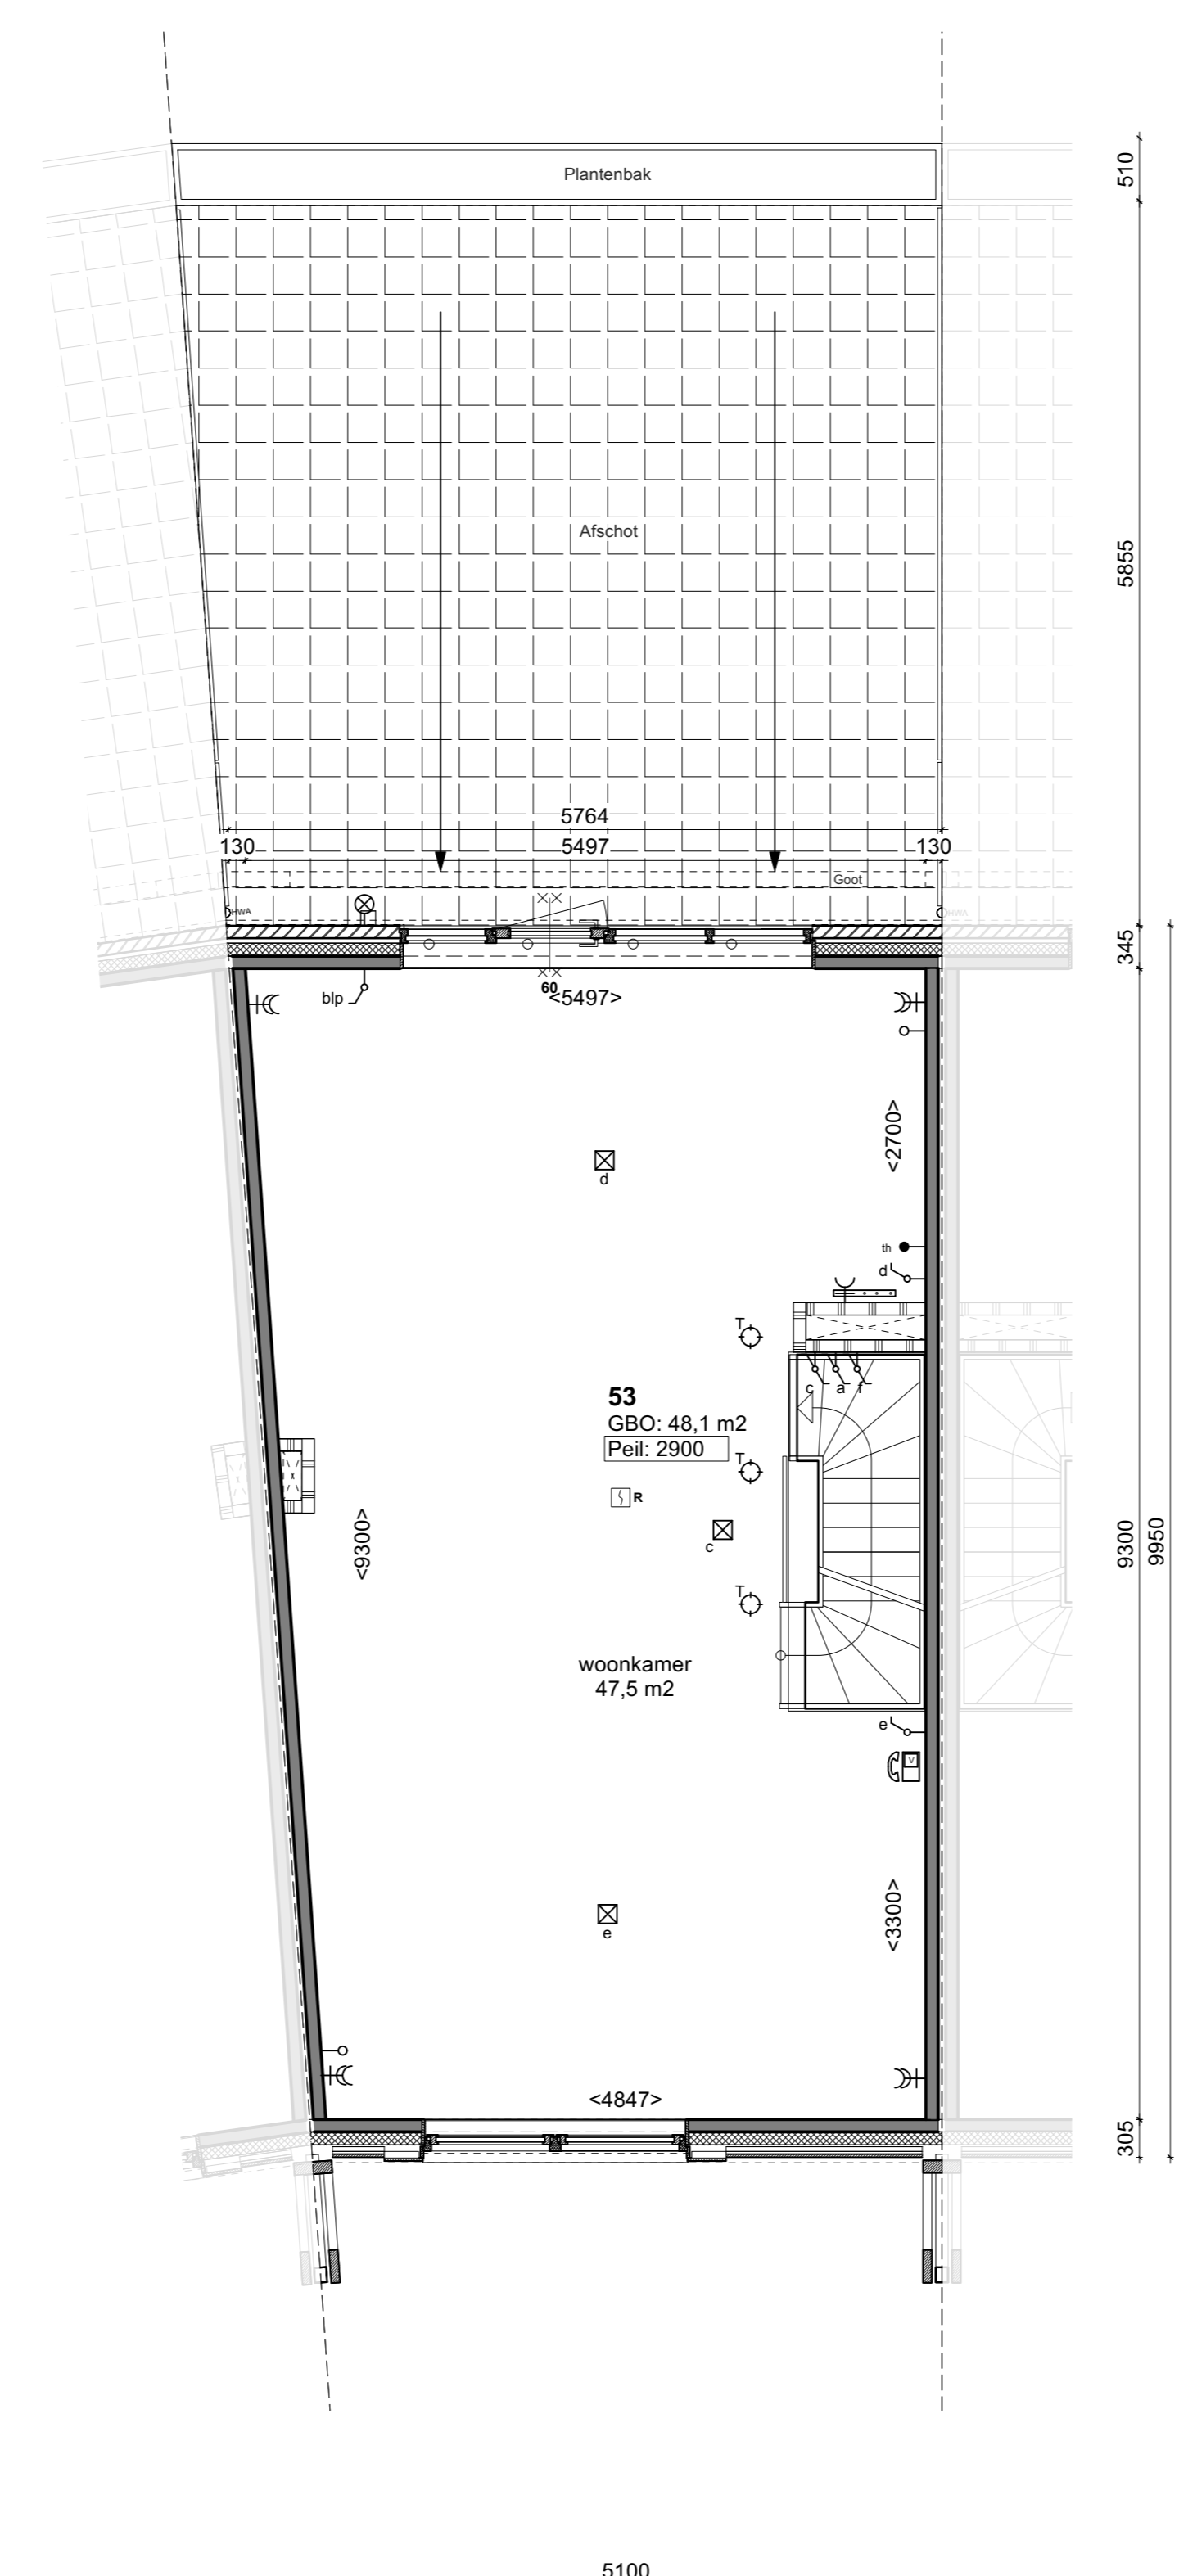 Plantenbak
510
Afschot
5855
5764
130
5497
130
Goot
HWA
HWA
345
blp
60
<5497>
<2700>
d
th
d
T
c
a
f
53
GBO: 48,1 m2
Peil: 2900
T
R
c
<9300>
9300
9950
T
woonkamer
47,5 m2
e
v
<3300>
e
<4847>
305
5100